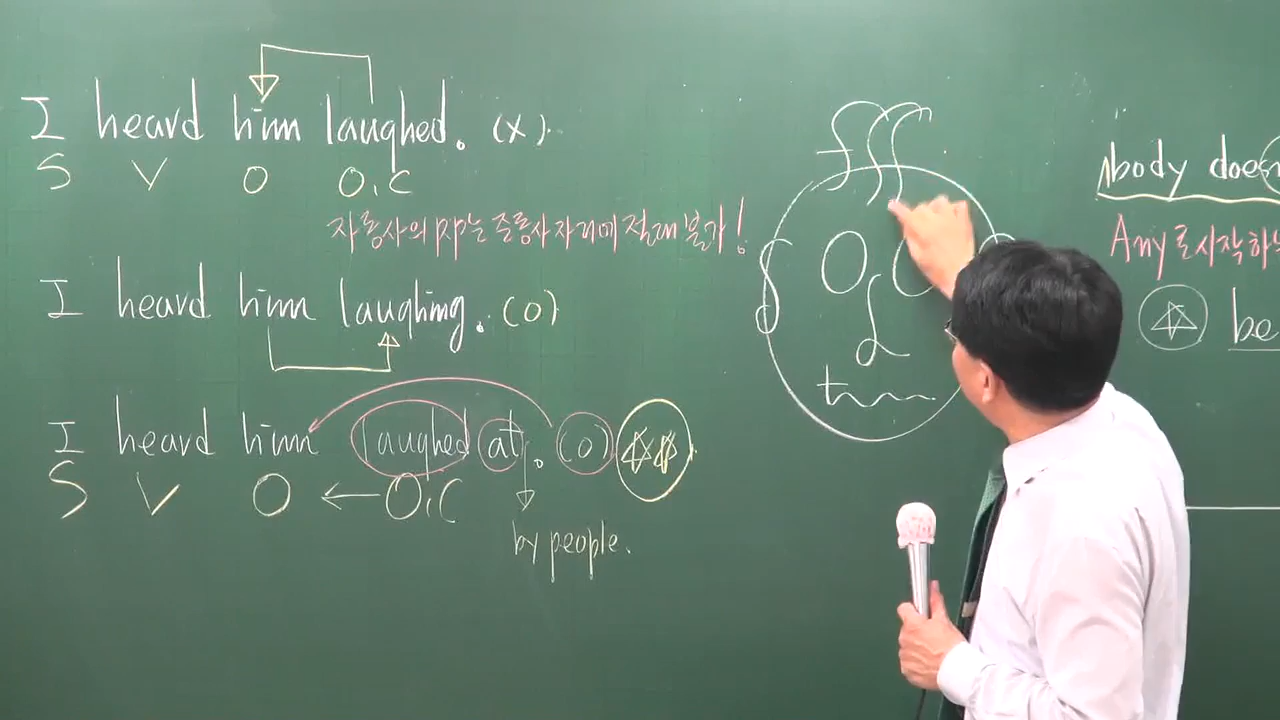 I heard him laughed. (x).
S V O O.C
자동사의 pp는 준동사자리에 절대 불가!
I heard him laughing. (o)
I heard him laughed at. (o) ☆☆
S V O ← O.C
by people.
body does
Any로 시작하는
☆ be